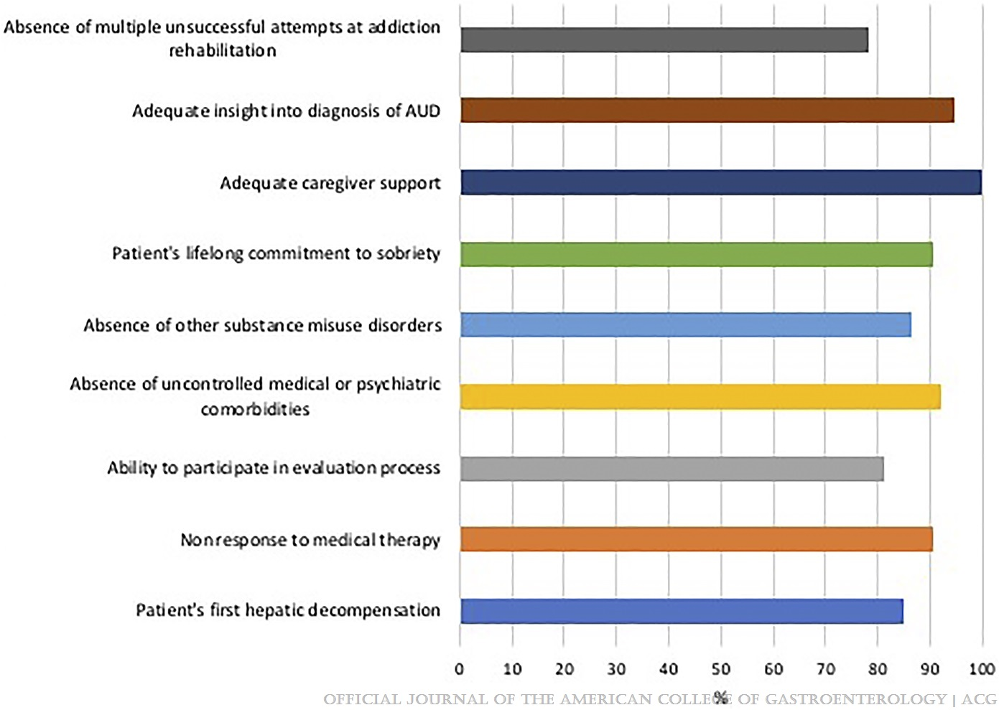 Absence of multiple unsuccessful attempts at addiction
rehabilitation
Adequate insight into diagnosis of AUD
Adequate caregiver support
Patient's lifelong commitment to sobriety
Absence of other substance misuse disorders
Absence of uncontrolled medical or psychiatric
comorbidities
Ability to participate in evaluation process
Nonresponse to medical therapy
Patient's first hepatic decompensation
0 10 20 30 40 50 60 70 80 90 100
%
OFFICIAL JOURNAL OF THE AMERICAN COLLEGE OF GASTROENTEROLOGY | ACG